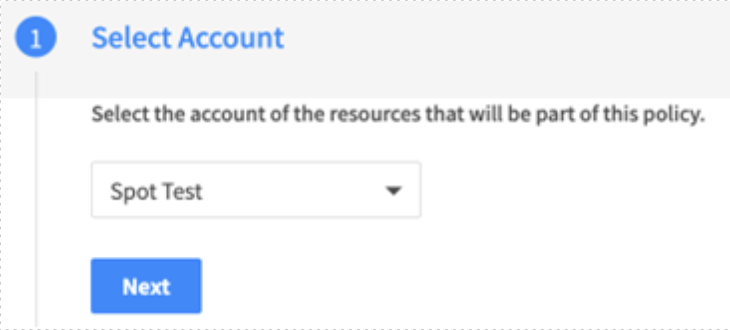 1 Select Account
Select the account of the resources that will be part of this policy.
Spot Test
Next